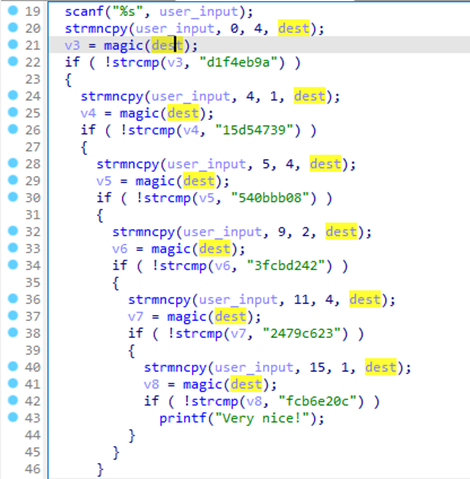 19 scanf("%s", user_input);
20 strmncpy(user_input, 0, 4, dest);
21 v3 = magic(dest);
22 if ( !strcmp(v3, "d1f4eb9a") )
23 {
24 strmncpy(user_input, 4, 1, dest);
25 v4 = magic(dest);
26 if ( !strcmp(v4, "15d54739") )
27 {
28 strmncpy(user_input, 5, 4, dest);
29 v5 = magic(dest);
30 if ( !strcmp(v5, "540bbb08") )
31 {
32 strmncpy(user_input, 9, 2, dest);
33 v6 = magic(dest);
34 if ( !strcmp(v6, "3fcbd242") )
35 {
36 strmncpy(user_input, 11, 4, dest);
37 v7 = magic(dest);
38 if ( !strcmp(v7, "2479c623") )
39 {
40 strmncpy(user_input, 15, 1, dest);
41 v8 = magic(dest);
42 if ( !strcmp(v8, "fcb6e20c") )
43 printf("Very nice!");
44 }
45 }
46 }